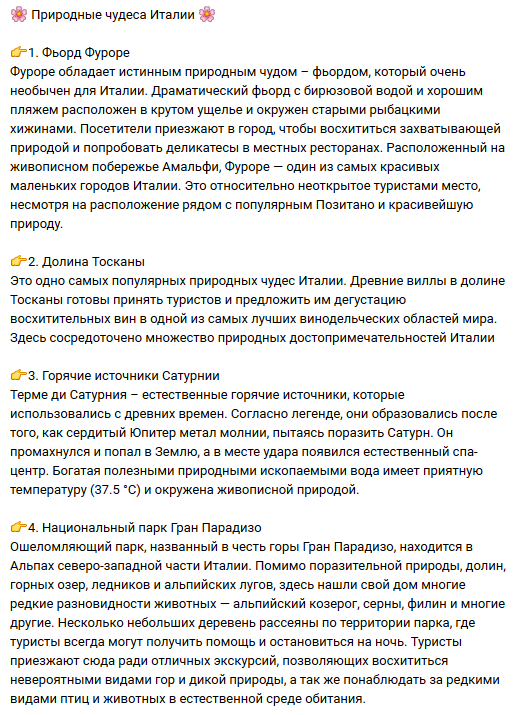 🌸 Природные чудеса Италии 🌸
👉1. Фьорд Фуроре
Фуроре обладает истинным природным чудом – фьордом, который очень
необычен для Италии. Драматический фьорд с бирюзовой водой и хорошим
пляжем расположен в крутом ущелье и окружен старыми рыбацкими
хижинами. Посетители приезжают в город, чтобы восхититься захватывающей
природой и попробовать деликатесы в местных ресторанах. Расположенный на
живописном побережье Амальфи, Фуроре — один из самых красивых
маленьких городов Италии. Это относительно неоткрытое туристами место,
несмотря на расположение рядом с популярным Позитано и красивейшую
природу.
👉2. Долина Тосканы
Это одно самых популярных природных чудес Италии. Древние виллы в долине
Тосканы готовы принять туристов и предложить им дегустацию
восхитительных вин в одной из самых лучших винодельческих областей мира.
Здесь сосредоточено множество природных достопримечательностей Италии
👉3. Горячие источники Сатурнии
Терме ди Сатурния – естественные горячие источники, которые
использовались с древних времен. Согласно легенде, они образовались после
того, как сердитый Юпитер метал молнии, пытаясь поразить Сатурн. Он
промахнулся и попал в Землю, а в месте удара появился естественный спа-
центр. Богатая полезными природными ископаемыми вода имеет приятную
температуру (37.5 °C) и окружена живописной природой.
👉4. Национальный парк Гран Парадизо
Ошеломляющий парк, названный в честь горы Гран Парадизо, находится в
Альпах северо-западной части Италии. Помимо поразительной природы, долин,
горных озер, ледников и альпийских лугов, здесь нашли свой дом многие
редкие разновидности животных — альпийский козерог, серны, филин и многие
другие. Несколько небольших деревень рассеяны по территории парка, где
туристы всегда могут получить помощь и остановиться на ночь. Туристы
приезжают сюда ради отличных экскурсий, позволяющих восхититься
невероятными видами гор и дикой природы, а так же понаблюдать за редкими
видами птиц и животных в естественной среде обитания.